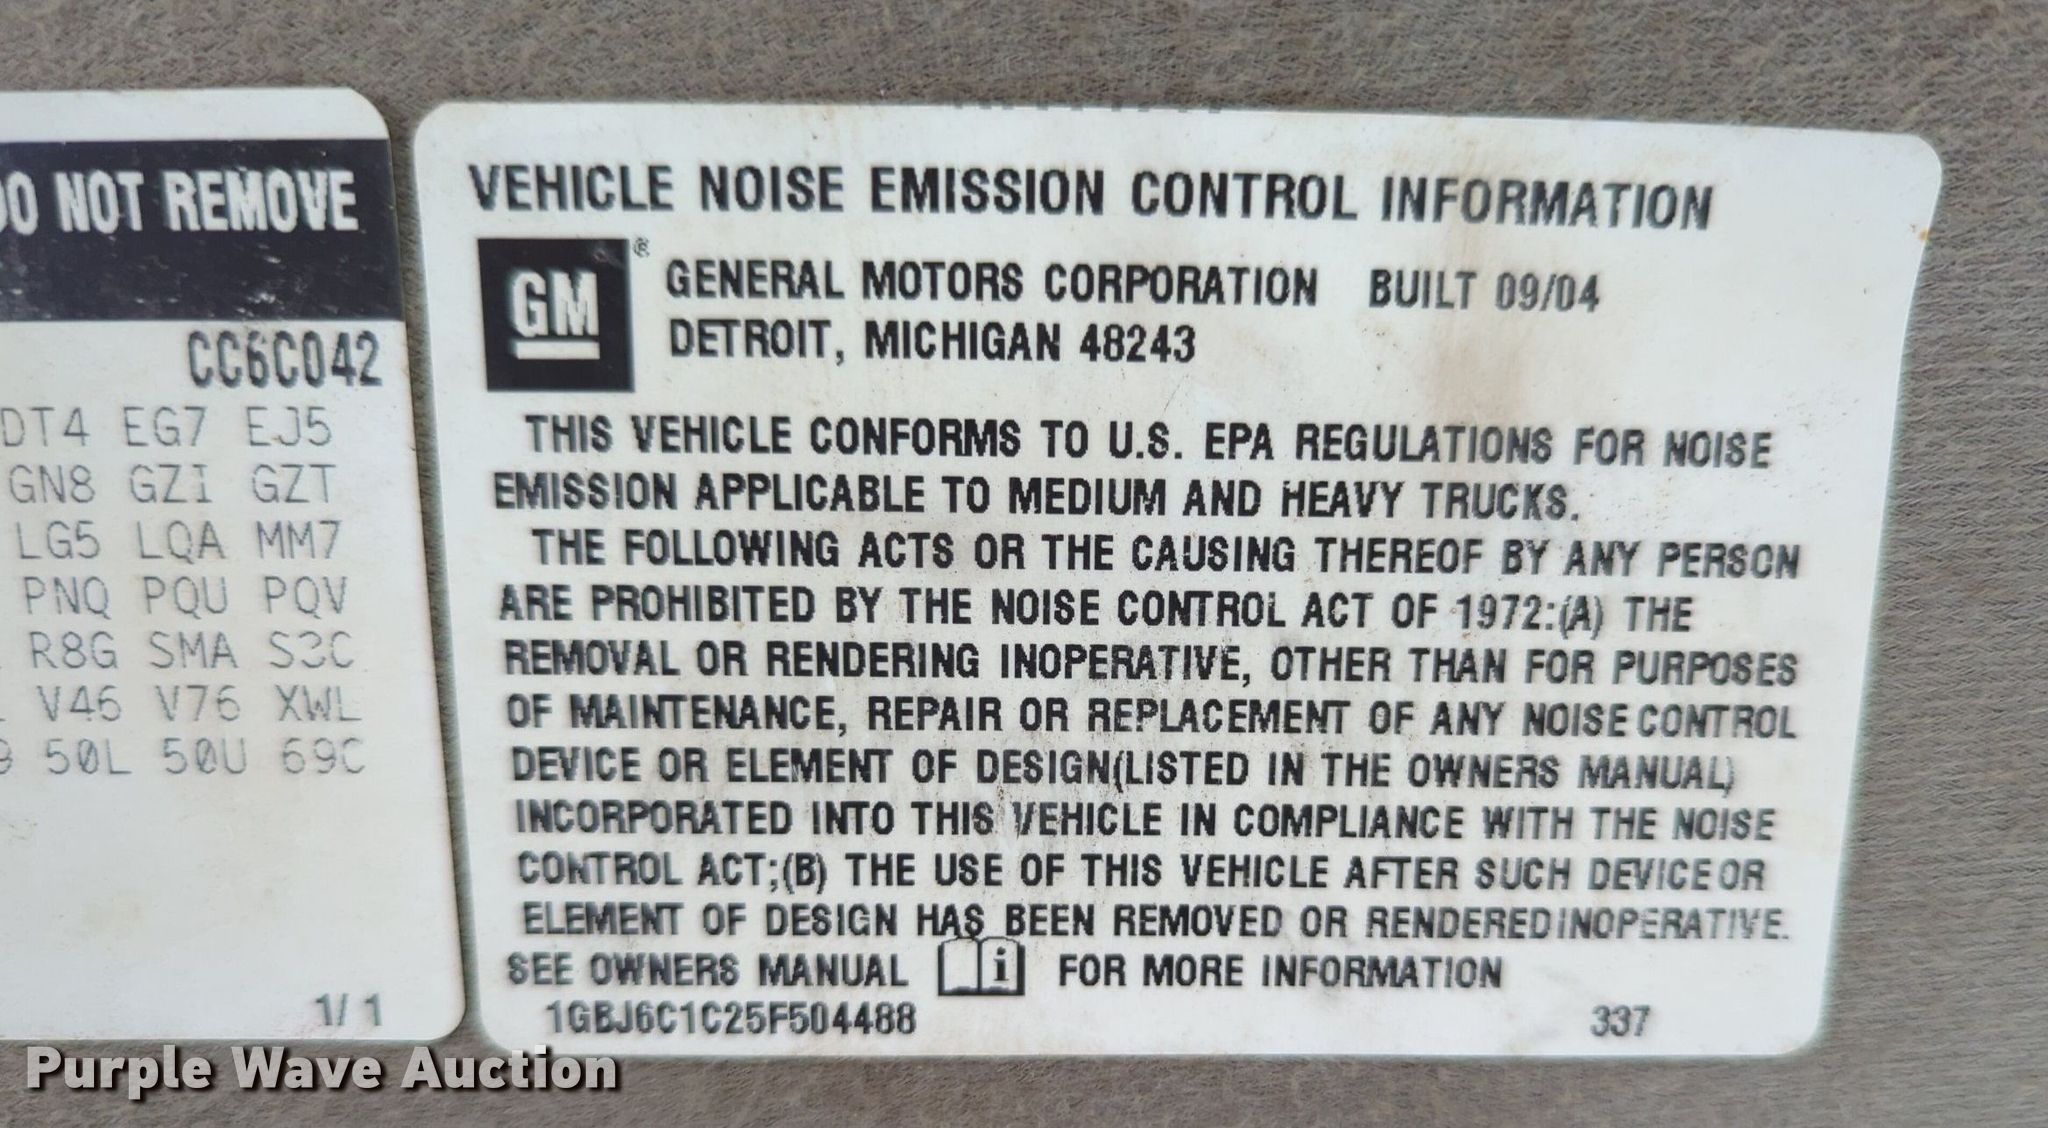 DO NOT REMOVE
CC6C042
DT4 EG7 EJ5
GN8 GZI GZT
LG5 LQA MM7
PNQ PQU PQV
R8G SMA S3C
V46 V76 XWL
9 50L 50U 69C
1/ 1
VEHICLE NOISE EMISSION CONTROL INFORMATION
GM®
GENERAL MOTORS CORPORATION BUILT 09/04
DETROIT, MICHIGAN 48243
THIS VEHICLE CONFORMS TO U.S. EPA REGULATIONS FOR NOISE
EMISSION APPLICABLE TO MEDIUM AND HEAVY TRUCKS.
THE FOLLOWING ACTS OR THE CAUSING THEREOF BY ANY PERSON
ARE PROHIBITED BY THE NOISE CONTROL ACT OF 1972:(A) THE
REMOVAL OR RENDERING INOPERATIVE, OTHER THAN FOR PURPOSES
OF MAINTENANCE, REPAIR OR REPLACEMENT OF ANY NOISE CONTROL
DEVICE OR ELEMENT OF DESIGN(LISTED IN THE OWNERS MANUAL)
INCORPORATED INTO THIS VEHICLE IN COMPLIANCE WITH THE NOISE
CONTROL ACT;(B) THE USE OF THIS VEHICLE AFTER SUCH DEVICE OR
ELEMENT OF DESIGN HAS BEEN REMOVED OR RENDERED INOPERATIVE.
SEE OWNERS MANUAL i FOR MORE INFORMATION
1GBJ6C1C25F504488 337
Purple Wave Auction